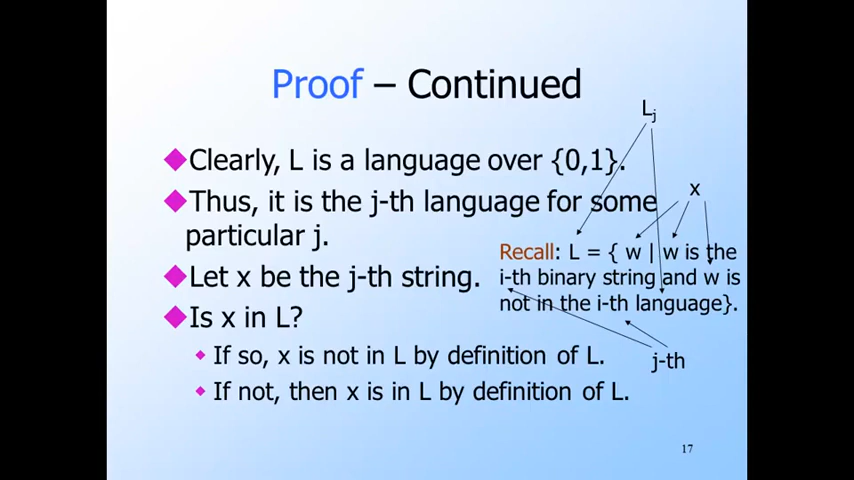 Proof – Continued
L_j
Clearly, L is a language over {0,1}.
x
Thus, it is the j-th language for some
particular j.
Recall: L = { w | w is the
i-th binary string and w is
not in the i-th language}.
Let x be the j-th string.
Is x in L?
If so, x is not in L by definition of L.
j-th
If not, then x is in L by definition of L.
17